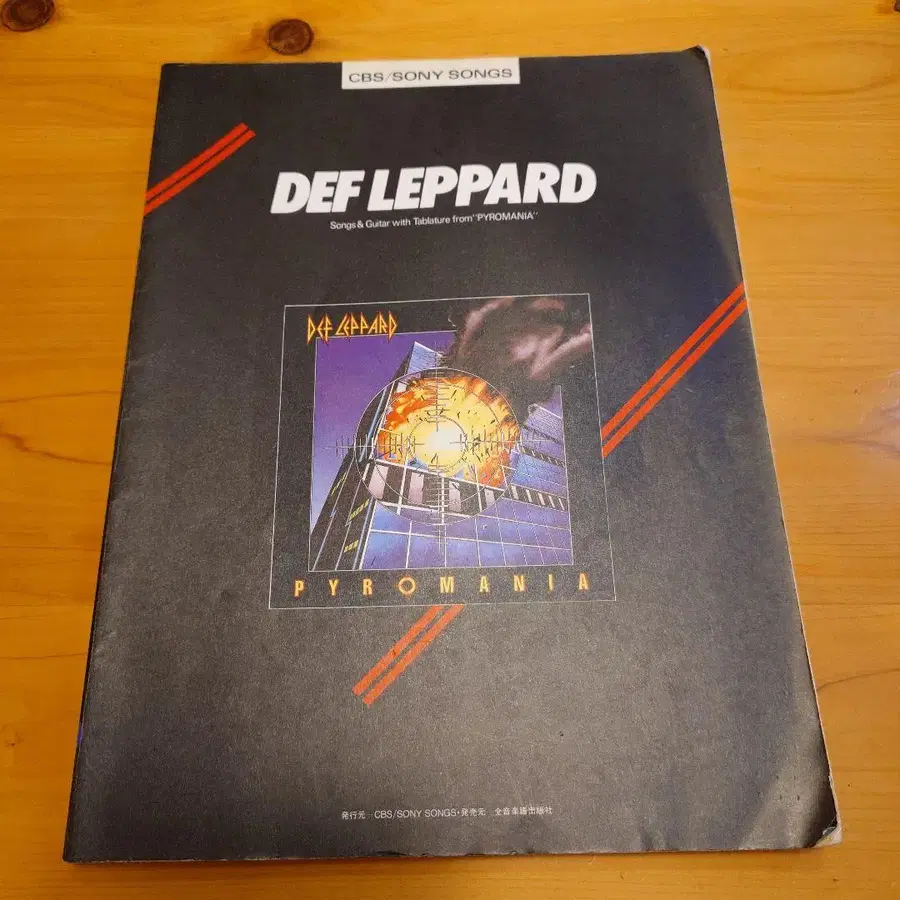 CBS/SONY SONGS
DEF LEPPARD
Songs & Guitar with Tablature from "PYROMANIA"
DEF LEPPARD
PYROMANIA
発行元 CBS/SONY SONGS・発売元 全音楽譜出版社